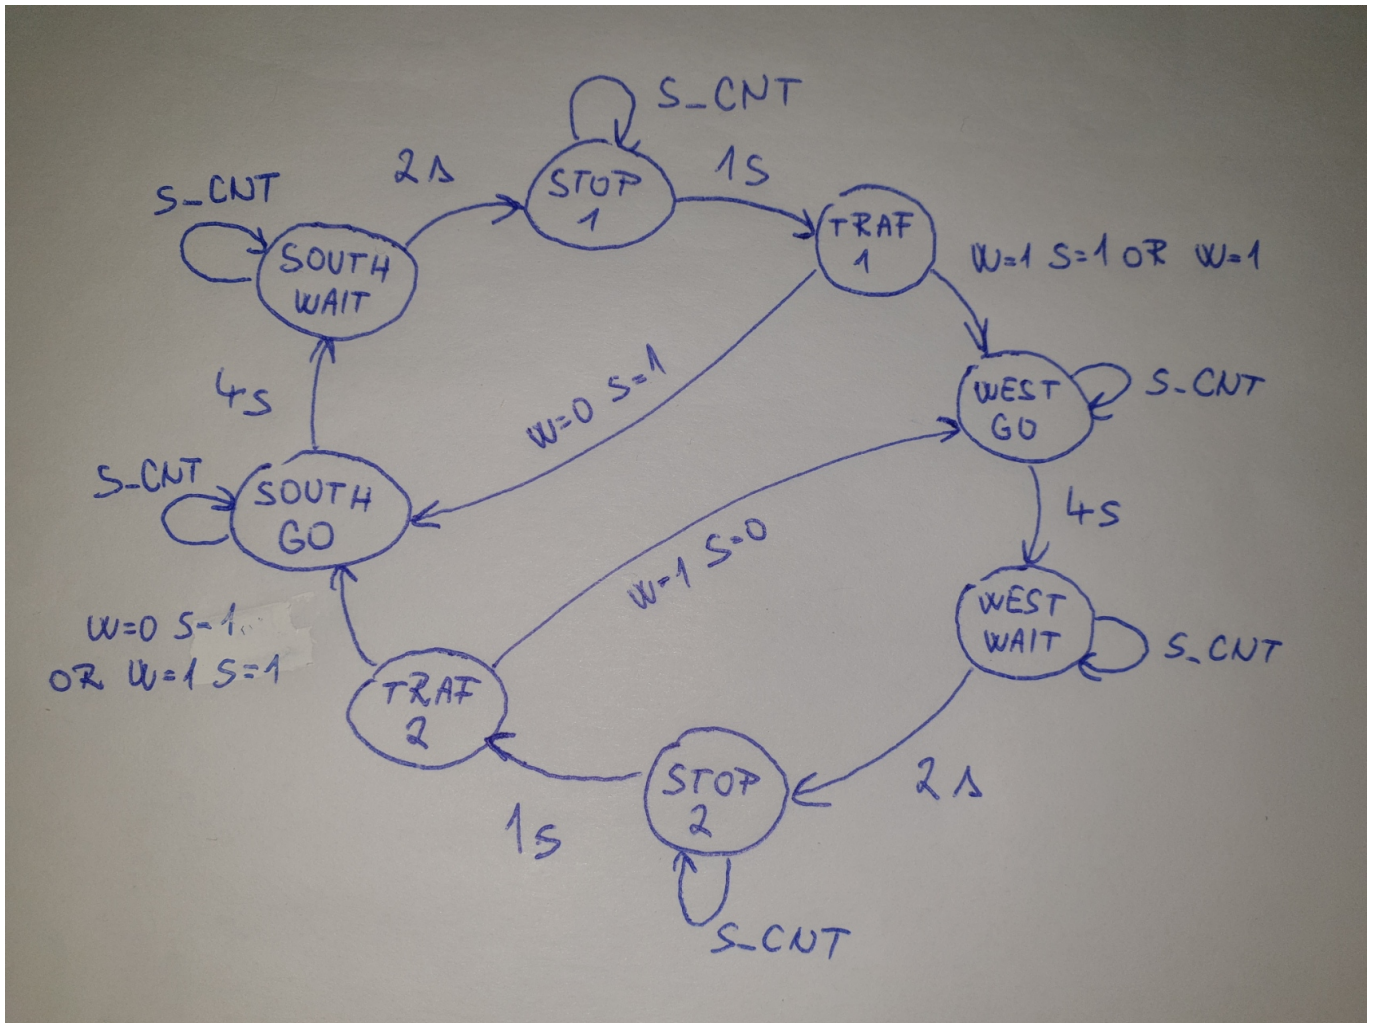 S_CNT
2s
1S
S_CNT
STOP
1
TRAF
1
W=1 S=1 OR W=1
SOUTH
WAIT
4s
W=0 S=1
WEST
GO
S_CNT
S_CNT
SOUTH
GO
4s
W=1 S=0
W=0 S=1
OR W=1 S=1
WEST
WAIT
S_CNT
TRAF
2
STOP
2
2s
1s
S_CNT